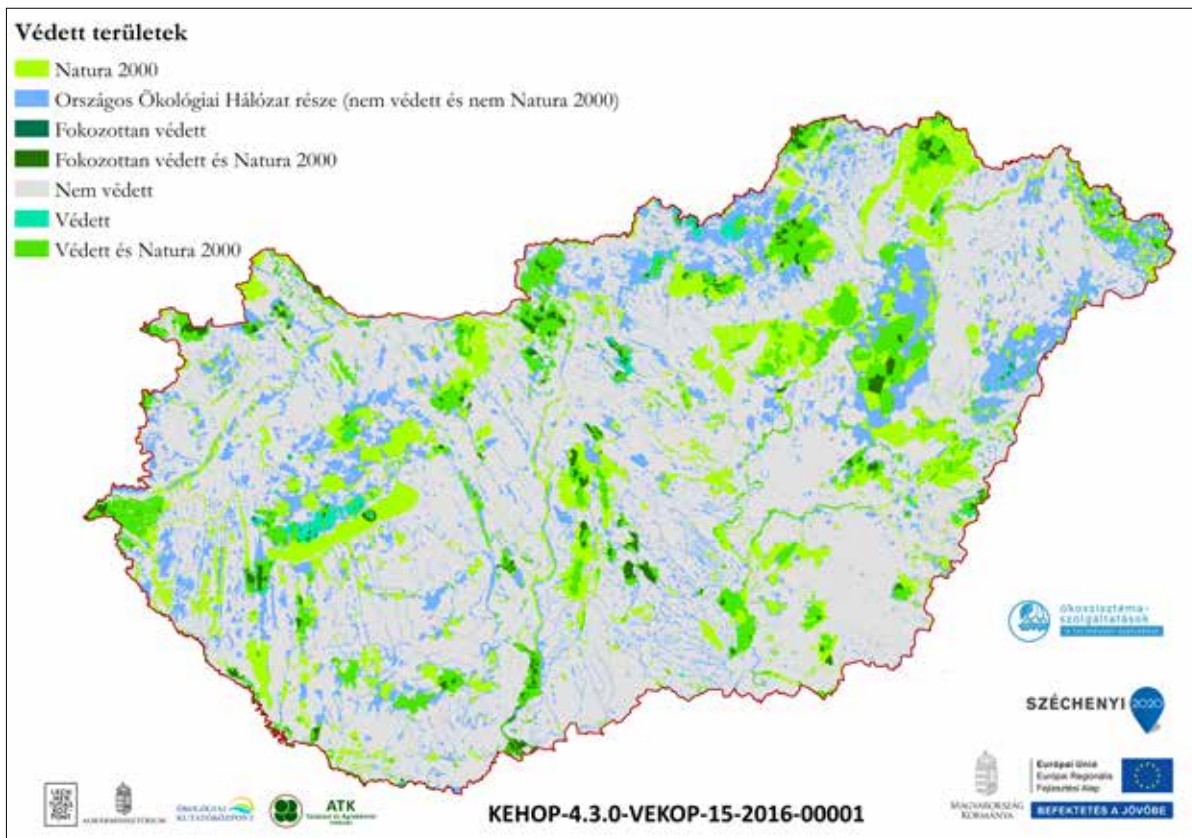 Védett területek
Natura 2000
Országos Ökológiai Hálózat része (nem védett és nem Natura 2000)
Fokozottan védett
Fokozottan védett és Natura 2000
Nem védett
Védett
Védett és Natura 2000
ökoszisztéma-
szolgáltatások
SZÉCHENYI 2020
AGRÁRMINISZTÉRIUM
ÖKOLÓGIAI
KUTATÓKÖZPONT
ATK
KEHOP-4.3.0-VEKOP-15-2016-00001
MAGYARORSZÁG
KORMÁNYA
Európai Unió
Európai Regionális
Fejlesztési Alap
BEFEKTETÉS A JÖVŐBE